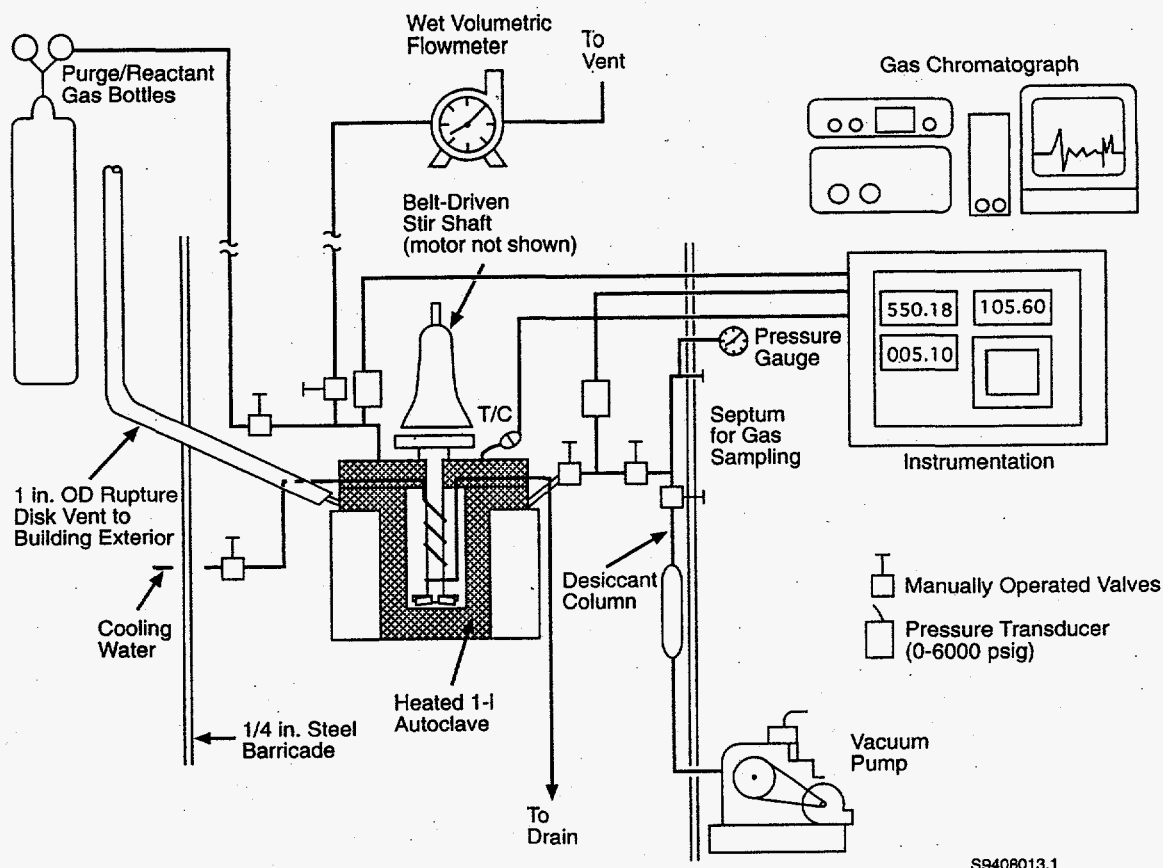 Wet Volumetric
Flowmeter
To
Vent
Purge/Reactant
Gas Bottles
Gas Chromatograph
Belt-Driven
Stir Shaft
(motor not shown)
550.18
105.60
005.10
Pressure
Gauge
T/C
Septum
for Gas
Sampling
Instrumentation
1 in. OD Rupture
Disk Vent to
Building Exterior
Desiccant
Column
Manually Operated Valves
Cooling
Water
Pressure Transducer
(0-6000 psig)
Heated 1-l
Autoclave
1/4 in. Steel
Barricade
Vacuum
Pump
To
Drain
S9408013.1